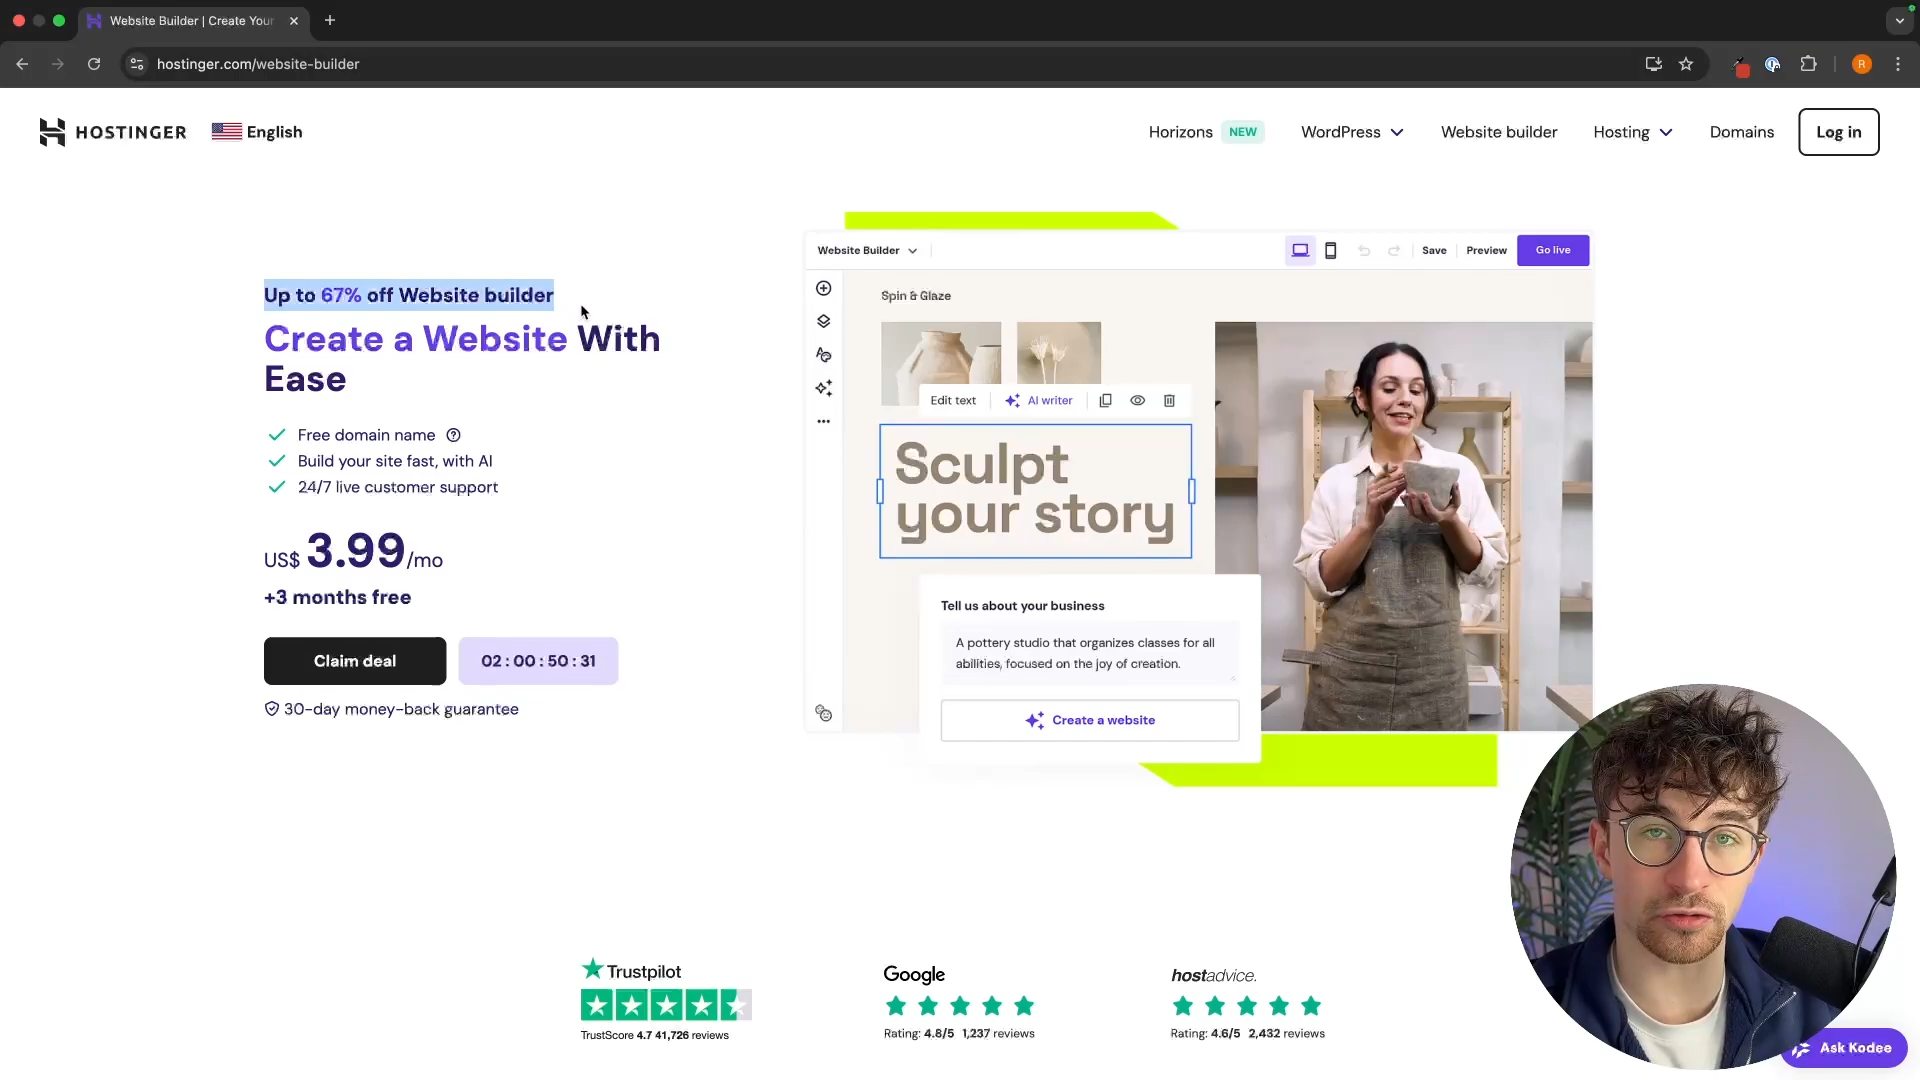 Website Builder | Create Your
hostinger.com/website-builder
R
HOSTINGER
English
Horizons
NEW
WordPress
Website builder
Hosting
Domains
Log in
Up to 67% off Website builder
Create a Website With
Ease
Free domain name
Build your site fast, with AI
24/7 live customer support
US$ 3.99/mo
+3 months free
Claim deal
02 : 00 : 50 : 31
30-day money-back guarantee
Website Builder
Save
Preview
Go live
Spin & Glaze
Edit text
AI writer
Sculpt
your story
Tell us about your business
A pottery studio that organizes classes for all
abilities, focused on the joy of creation.
Create a website
Trustpilot
TrustScore 4.7 41,726 reviews
Google
Rating: 4.8/5 1,237 reviews
hostadvice.
Rating: 4.6/5 2,432 reviews
Ask Kodee